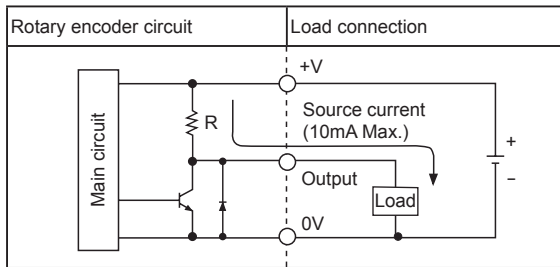 Rotary encoder circuit
Load connection
+V
Main circuit
R
Source current
(10mA Max.)
+
−
Output
Load
0V